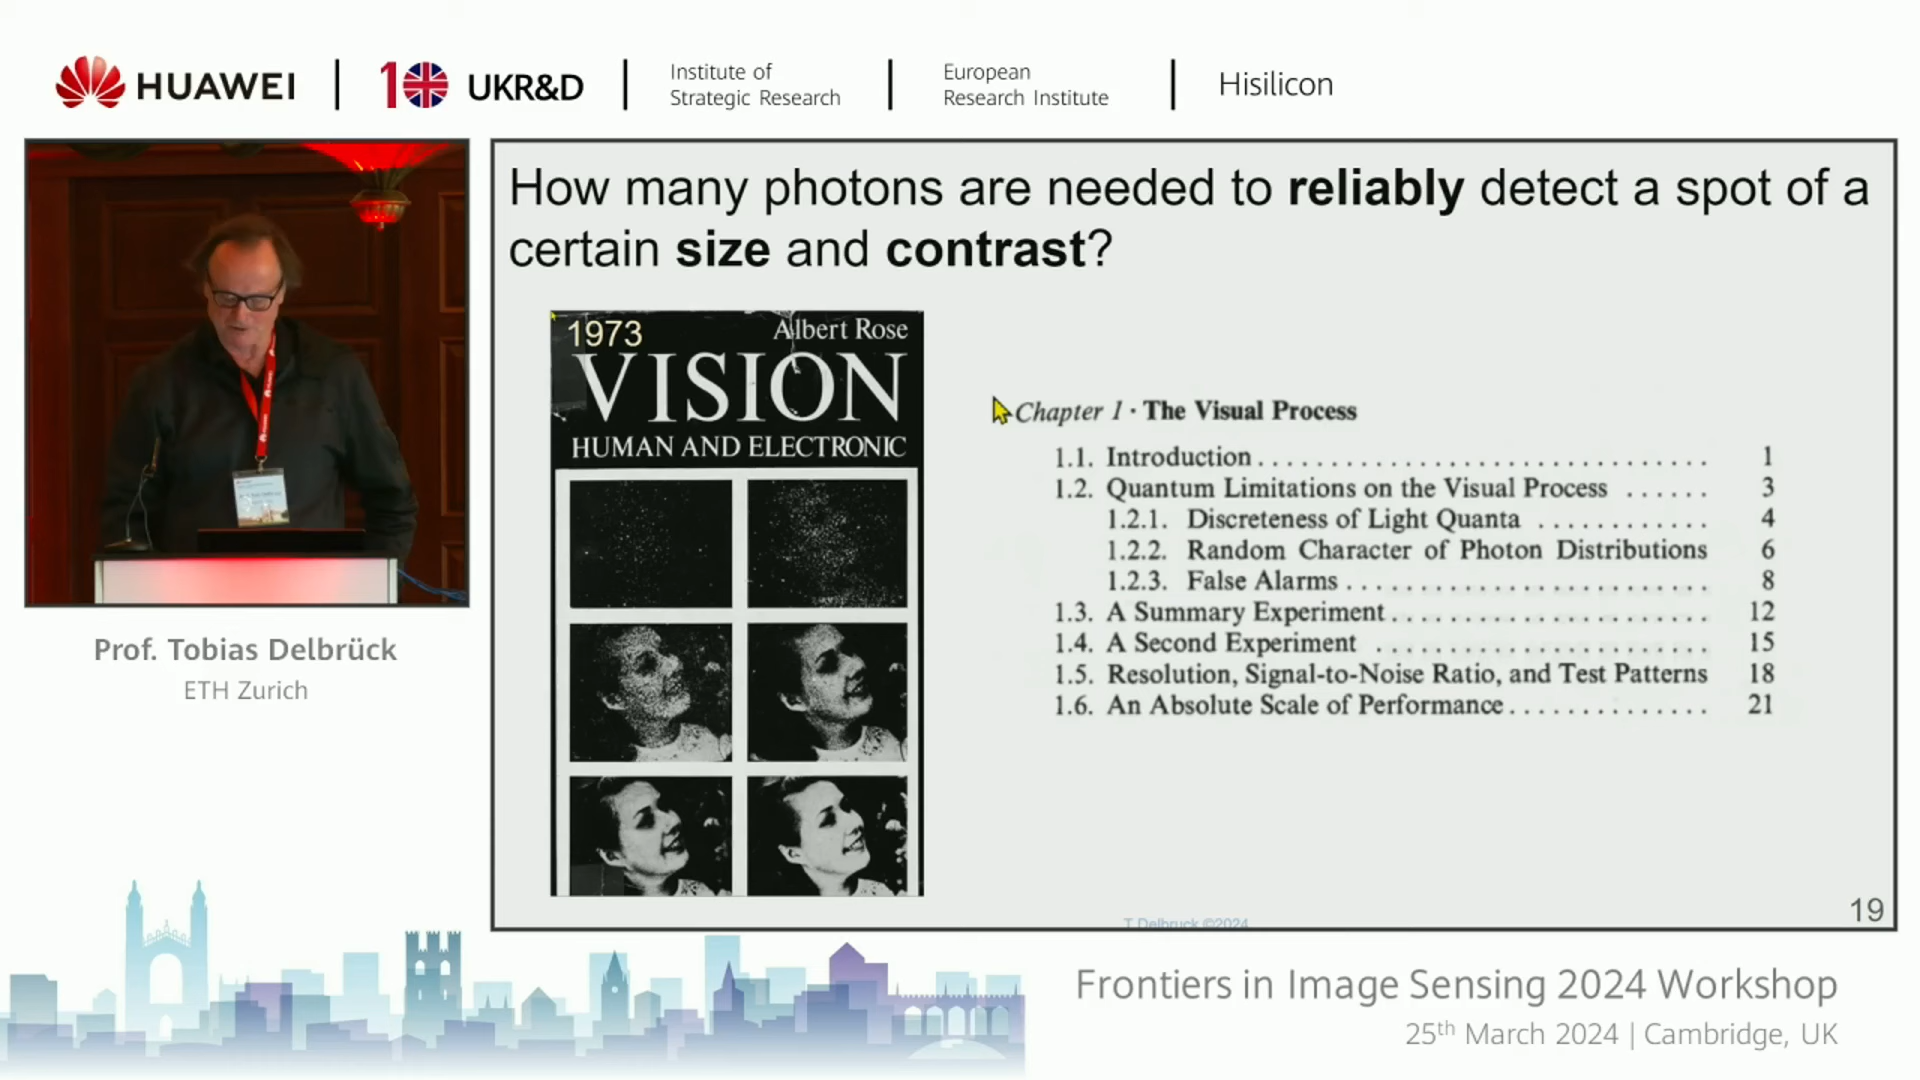 HUAWEI
10 UKR&D
Institute of
Strategic Research
European
Research Institute
Hisilicon
How many photons are needed to reliably detect a spot of a
certain size and contrast?
1973
Albert Rose
VISION
HUMAN AND ELECTRONIC
Chapter 1 · The Visual Process
1.1. Introduction . . . . . . . . . . . . . . . . . . . . . . . . . . . . . 1
1.2. Quantum Limitations on the Visual Process . . . . . . 3
1.2.1. Discreteness of Light Quanta . . . . . . . . . . . . 4
1.2.2. Random Character of Photon Distributions 6
1.2.3. False Alarms . . . . . . . . . . . . . . . . . . . . . . . . 8
1.3. A Summary Experiment . . . . . . . . . . . . . . . . . . . . . 12
1.4. A Second Experiment . . . . . . . . . . . . . . . . . . . . . . 15
1.5. Resolution, Signal-to-Noise Ratio, and Test Patterns 18
1.6. An Absolute Scale of Performance . . . . . . . . . . . . . . 21
T Delbruck ©2024
19
Prof. Tobias Delbrück
ETH Zurich
Frontiers in Image Sensing 2024 Workshop
25th March 2024 | Cambridge, UK